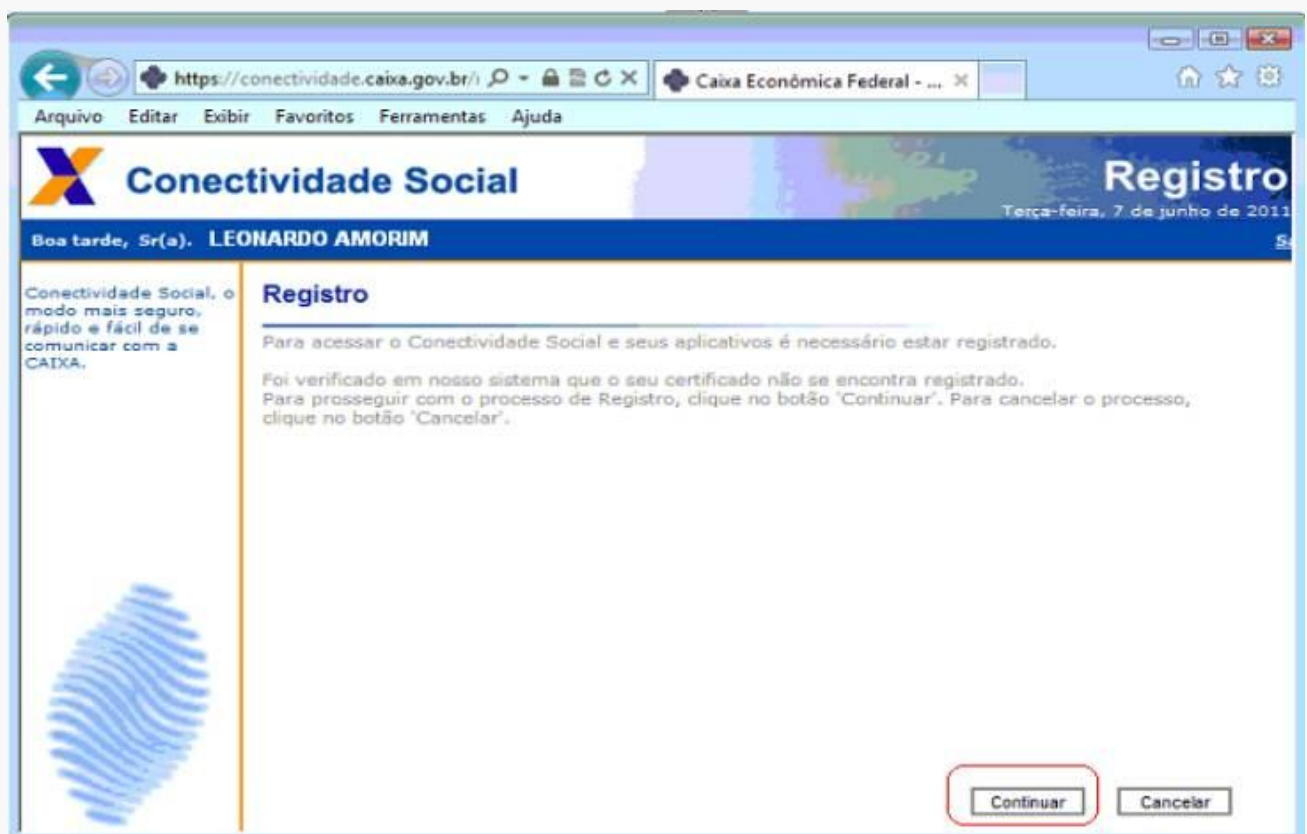 https://conectividade.caixa.gov.br/
Caixa Econômica Federal - ...
Arquivo Editar Exibir Favoritos Ferramentas Ajuda
Conectividade Social
Registro
Terça-feira, 7 de junho de 2011
Boa tarde, Sr(a). LEONARDO AMORIM
Conectividade Social, o
modo mais seguro,
rápido e fácil de se
comunicar com a
CAIXA.
Registro
Para acessar o Conectividade Social e seus aplicativos é necessário estar registrado.
Foi verificado em nosso sistema que o seu certificado não se encontra registrado.
Para prosseguir com o processo de Registro, clique no botão 'Continuar'. Para cancelar o processo,
clique no botão 'Cancelar'.
Continuar
Cancelar